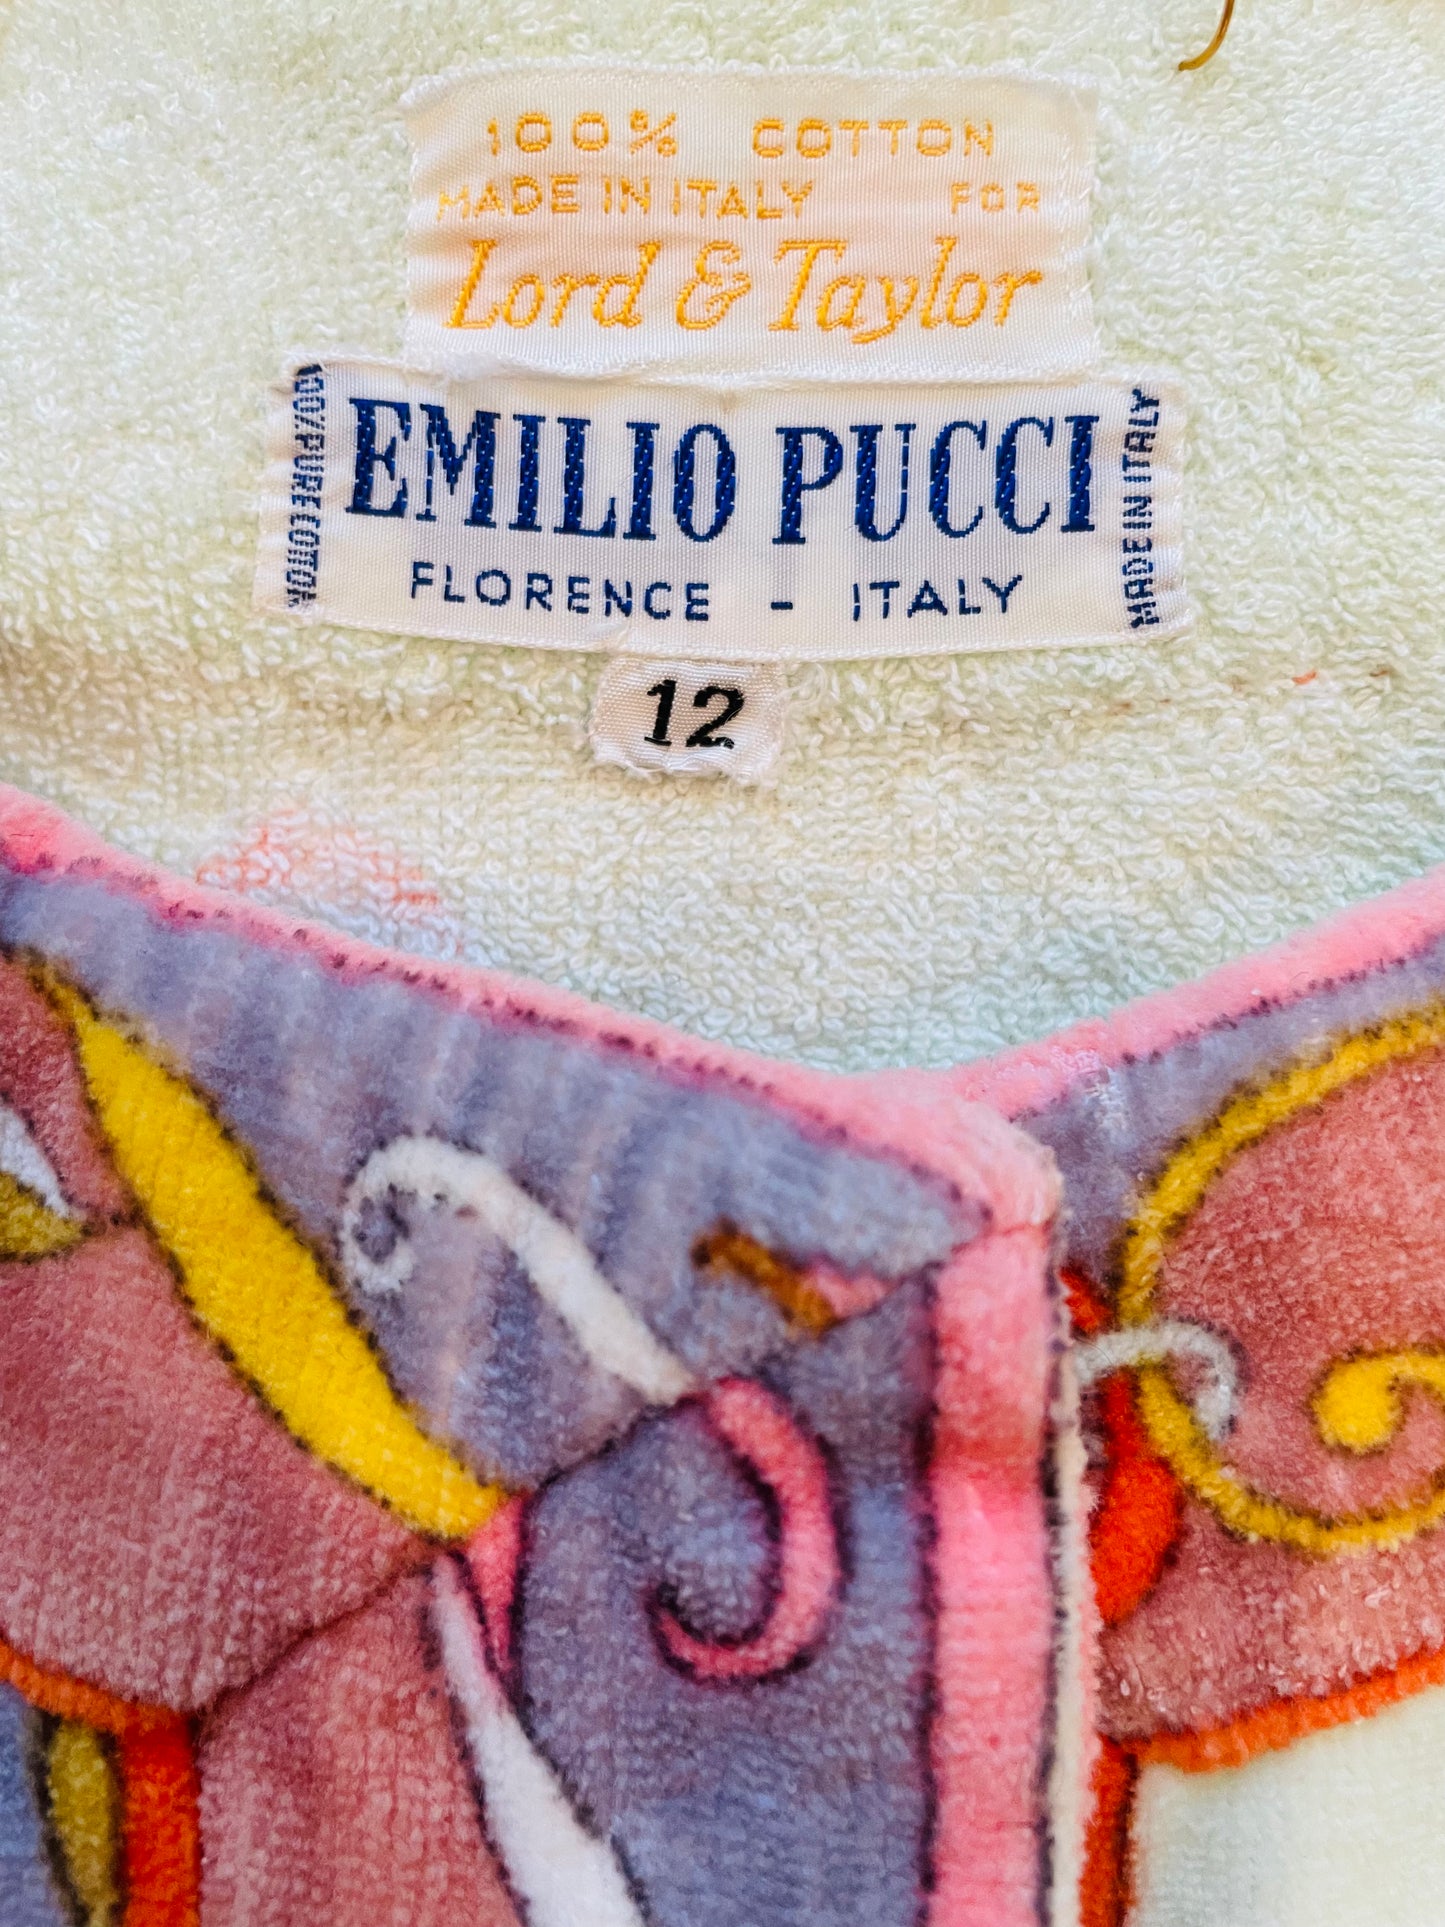 100% COTTON
MADE IN ITALY FOR
Lord & Taylor
100% PURE COTTON
EMILIO PUCCI
FLORENCE - ITALY
MADE IN ITALY
12